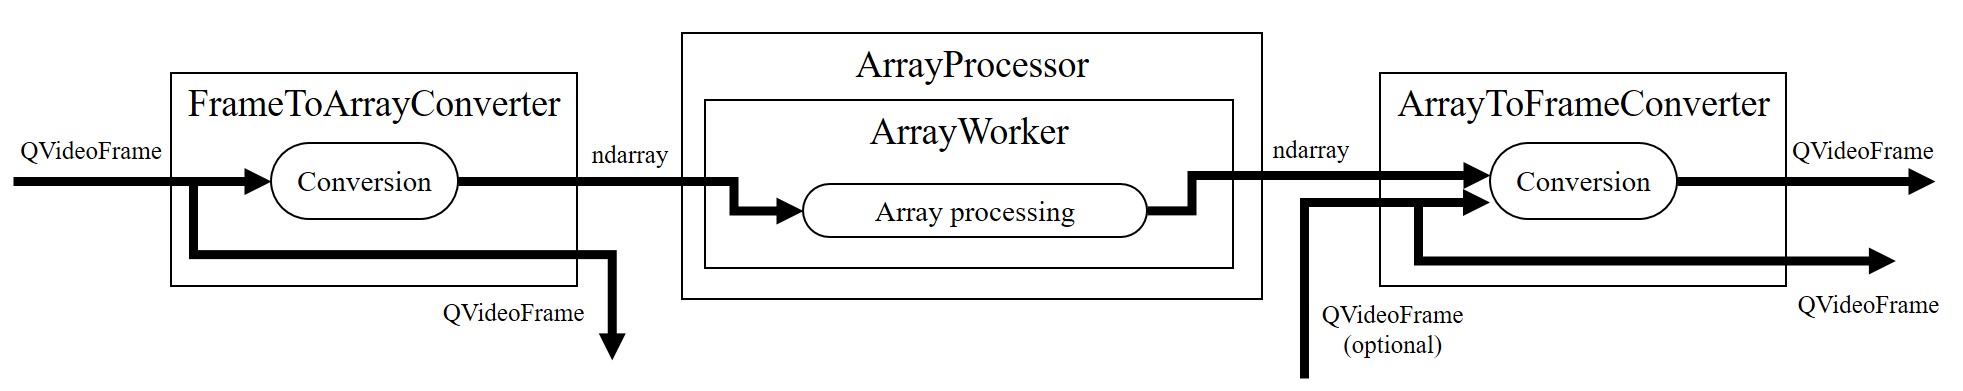 QVideoFrame
FrameToArrayConverter
Conversion
QVideoFrame
ndarray
ArrayProcessor
ArrayWorker
Array processing
ndarray
ArrayToFrameConverter
Conversion
QVideoFrame
(optional)
QVideoFrame
QVideoFrame